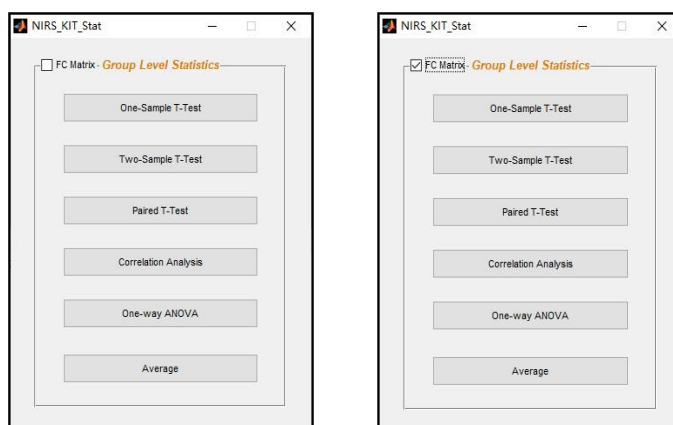 NIRS_KIT_Stat
FC Matrix - Group Level Statistics
One-Sample T-Test
Two-Sample T-Test
Paired T-Test
Correlation Analysis
One-way ANOVA
Average
NIRS_KIT_Stat
FC Matrix - Group Level Statistics
One-Sample T-Test
Two-Sample T-Test
Paired T-Test
Correlation Analysis
One-way ANOVA
Average